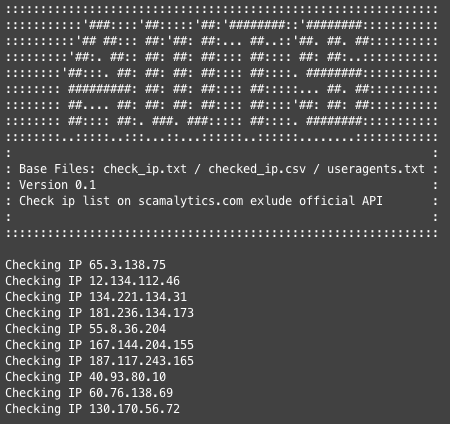 : Base Files: check_ip.txt / checked_ip.csv / useragents.txt :
: Version 0.1 :
: Check ip list on scamalytics.com exlude official API :
Checking IP 65.3.138.75
Checking IP 12.134.112.46
Checking IP 134.221.134.31
Checking IP 181.236.134.173
Checking IP 55.8.36.204
Checking IP 167.144.204.155
Checking IP 187.117.243.165
Checking IP 40.93.80.10
Checking IP 60.76.138.69
Checking IP 130.170.56.72